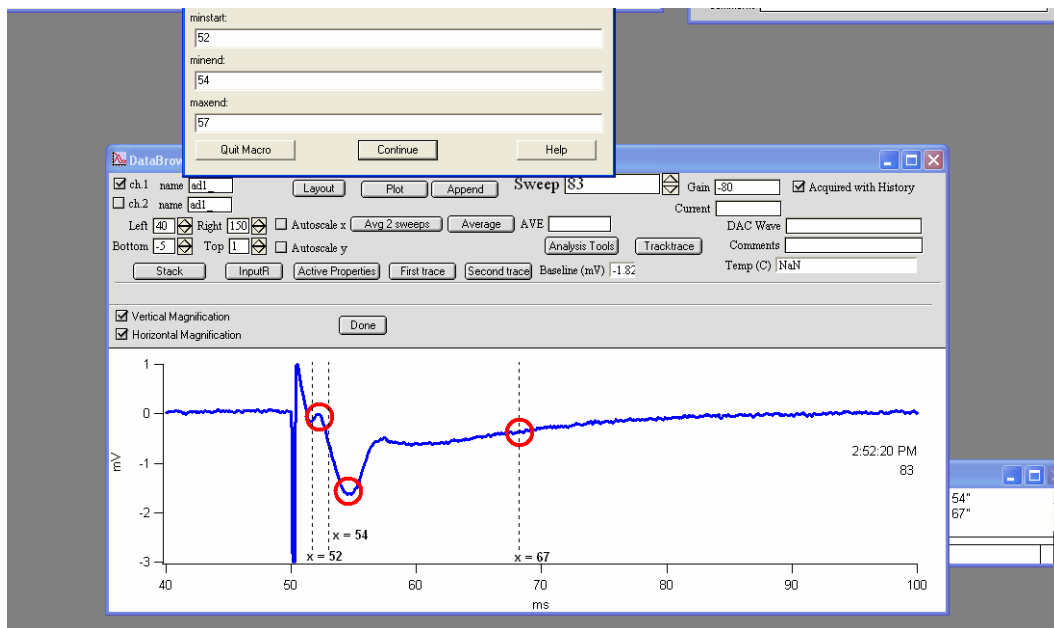 minstart:
52
minend:
54
maxend:
57
Quit Macro Continue Help
DataBrow
ch.1 name ad1_ Layout Plot Append Sweep 83 Gain -80 Acquired with History
ch.2 name ad1_ Current
Left 40 Right 150 Autoscale x Avg 2 sweeps Average AVE DAC Wave
Bottom -5 Top 1 Autoscale y Analysis Tools Tracktrace Comments
Stack InputR Active Properties First trace Second trace Baseline (mV) -1.82 Temp (C) NaN
Vertical Magnification
Horizontal Magnification
Done
1
0
-1
-2
-3
mV
2:52:20 PM
83
x = 54
x = 52
x = 67
40 50 60 70 80 90 100
ms
54"
67"